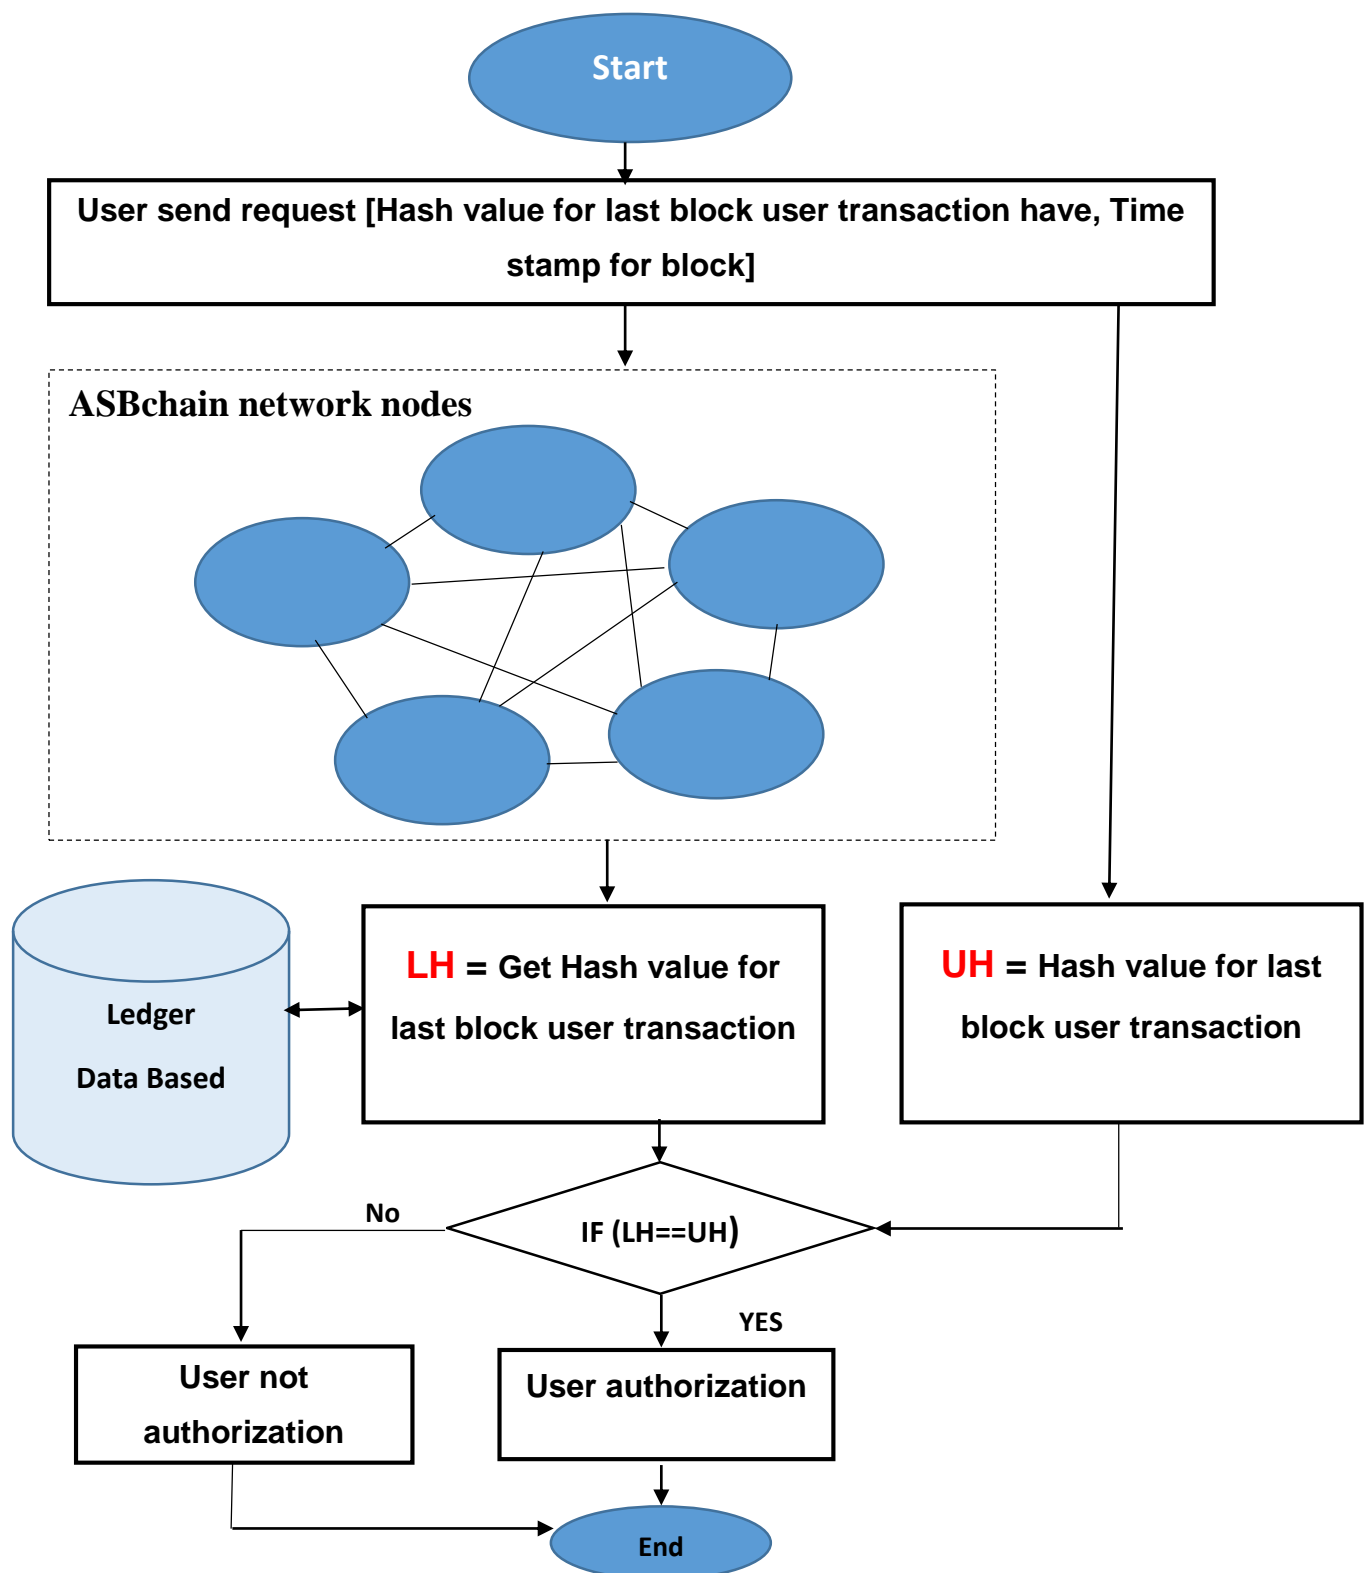 Start
User send request [Hash value for last block user transaction have, Time
stamp for block]
ASBchain network nodes
Ledger
Data Based
LH = Get Hash value for
last block user transaction
UH = Hash value for last
block user transaction
No
IF (LH==UH)
YES
User not
authorization
User authorization
End